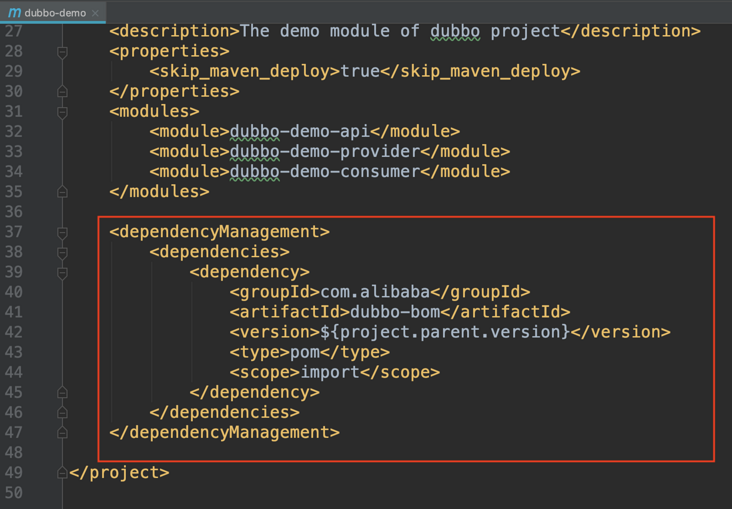 m dubbo-demo ×
27 <description>The demo module of dubbo project</description>
28 <properties>
29 <skip_maven_deploy>true</skip_maven_deploy>
30 </properties>
31 <modules>
32 <module>dubbo-demo-api</module>
33 <module>dubbo-demo-provider</module>
34 <module>dubbo-demo-consumer</module>
35 </modules>
36
37 <dependencyManagement>
38 <dependencies>
39 <dependency>
40 <groupId>com.alibaba</groupId>
41 <artifactId>dubbo-bom</artifactId>
42 <version>${project.parent.version}</version>
43 <type>pom</type>
44 <scope>import</scope>
45 </dependency>
46 </dependencies>
47 </dependencyManagement>
48
49 </project>
50